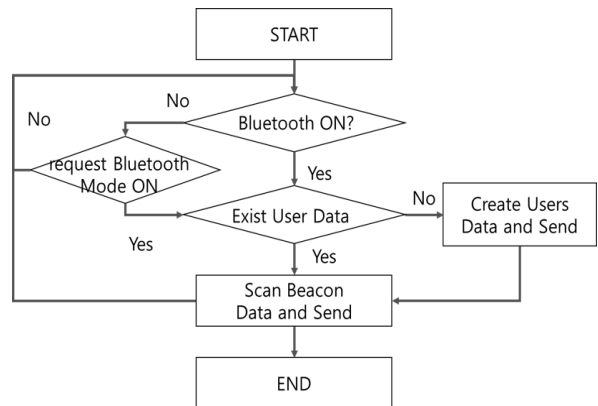 START
No
Bluetooth ON?
No
request Bluetooth
Mode ON
Yes
Exist User Data
No
Create Users
Data and Send
Yes
Yes
Scan Beacon
Data and Send
END